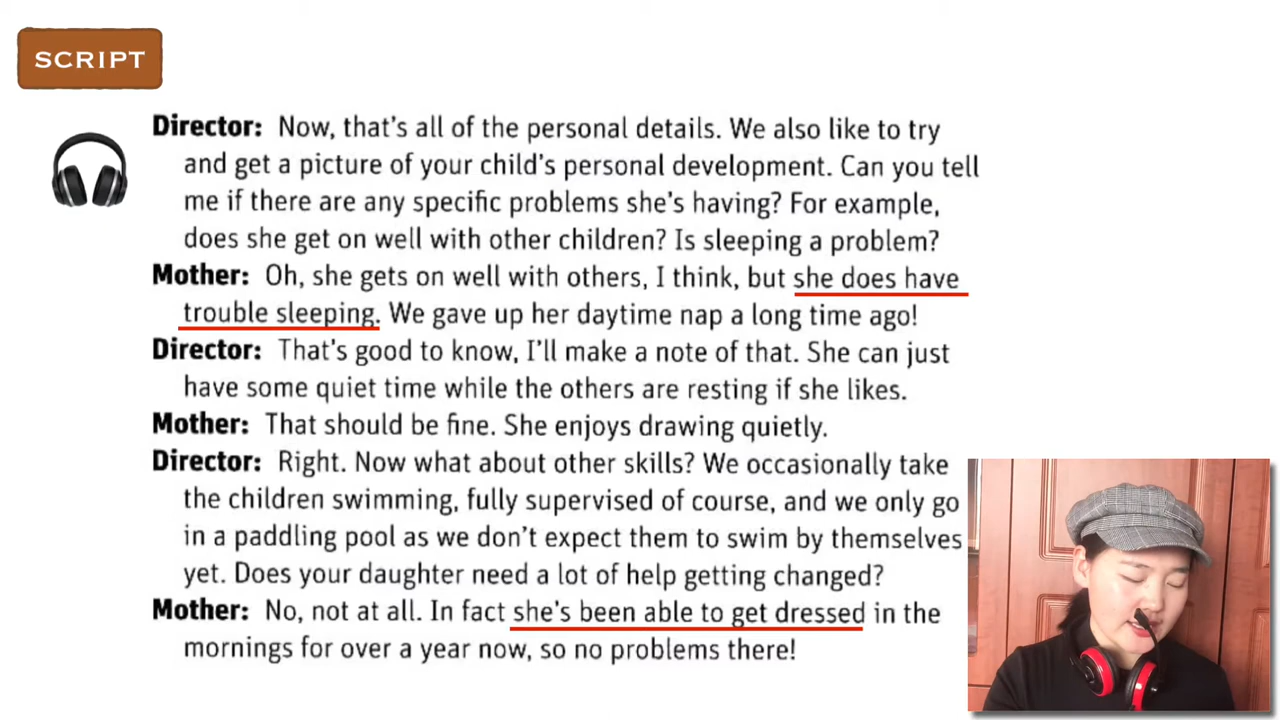 SCRIPT
Director: Now, that's all of the personal details. We also like to try
and get a picture of your child's personal development. Can you tell
me if there are any specific problems she's having? For example,
does she get on well with other children? Is sleeping a problem?
Mother: Oh, she gets on well with others, I think, but she does have
trouble sleeping. We gave up her daytime nap a long time ago!
Director: That's good to know, I'll make a note of that. She can just
have some quiet time while the others are resting if she likes.
Mother: That should be fine. She enjoys drawing quietly.
Director: Right. Now what about other skills? We occasionally take
the children swimming, fully supervised of course, and we only go
in a paddling pool as we don't expect them to swim by themselves
yet. Does your daughter need a lot of help getting changed?
Mother: No, not at all. In fact she's been able to get dressed in the
mornings for over a year now, so no problems there!